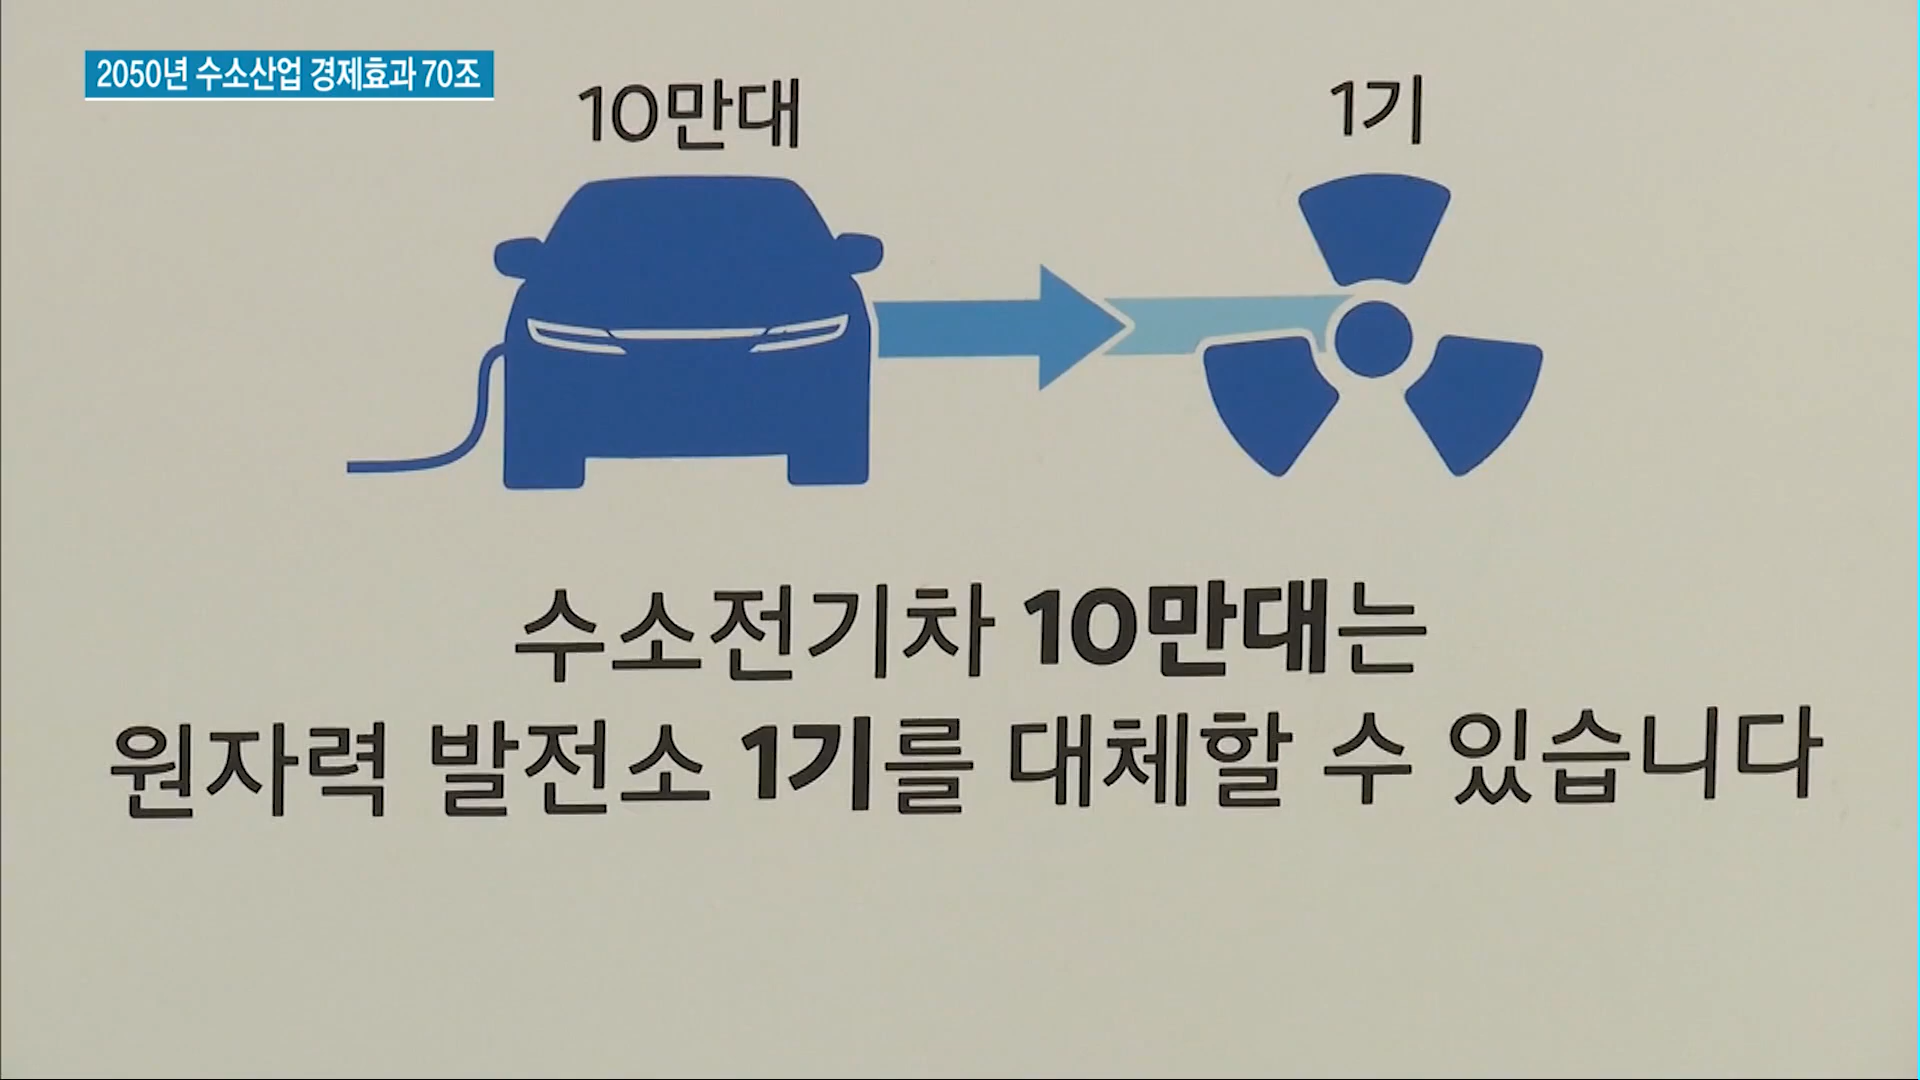 2050년 수소산업 경제효과 70조
10만대
1기
수소전기차 10만대는
원자력 발전소 1기를 대체할 수 있습니다